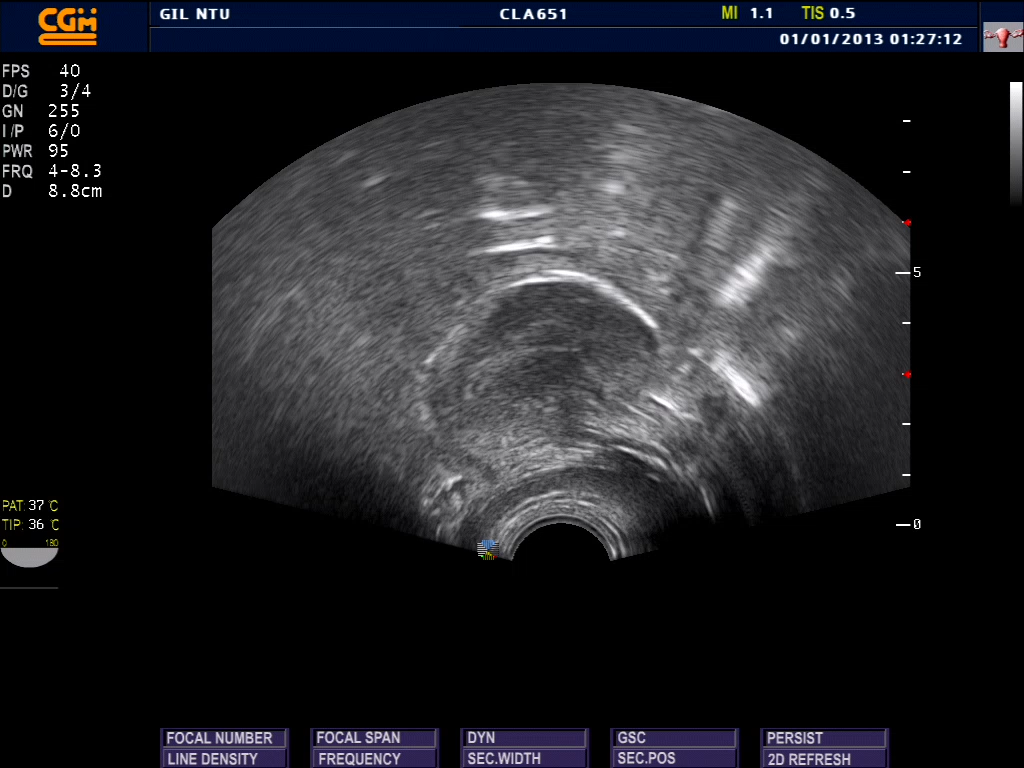 CGM
GIL NTU
CLA651
MI 1.1
TIS 0.5
01/01/2013 01:27:12
FPS 40
D/G 3/4
GN 255
I/P 6/0
PWR 95
FRQ 4-8.3
D 8.8cm
5
0
PAT: 37 °C
TIP: 36 °C
0 180
FOCAL NUMBER
FOCAL SPAN
DYN
GSC
PERSIST
LINE DENSITY
FREQUENCY
SEC.WIDTH
SEC.POS
2D REFRESH